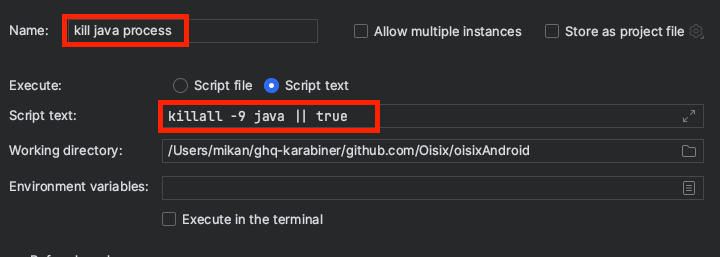 Name: kill java process Allow multiple instances Store as project file
Execute: Script file Script text
Script text: killall -9 java || true
Working directory: /Users/mikan/ghq-karabiner/github.com/Oisix/oisixAndroid
Environment variables:
Execute in the terminal